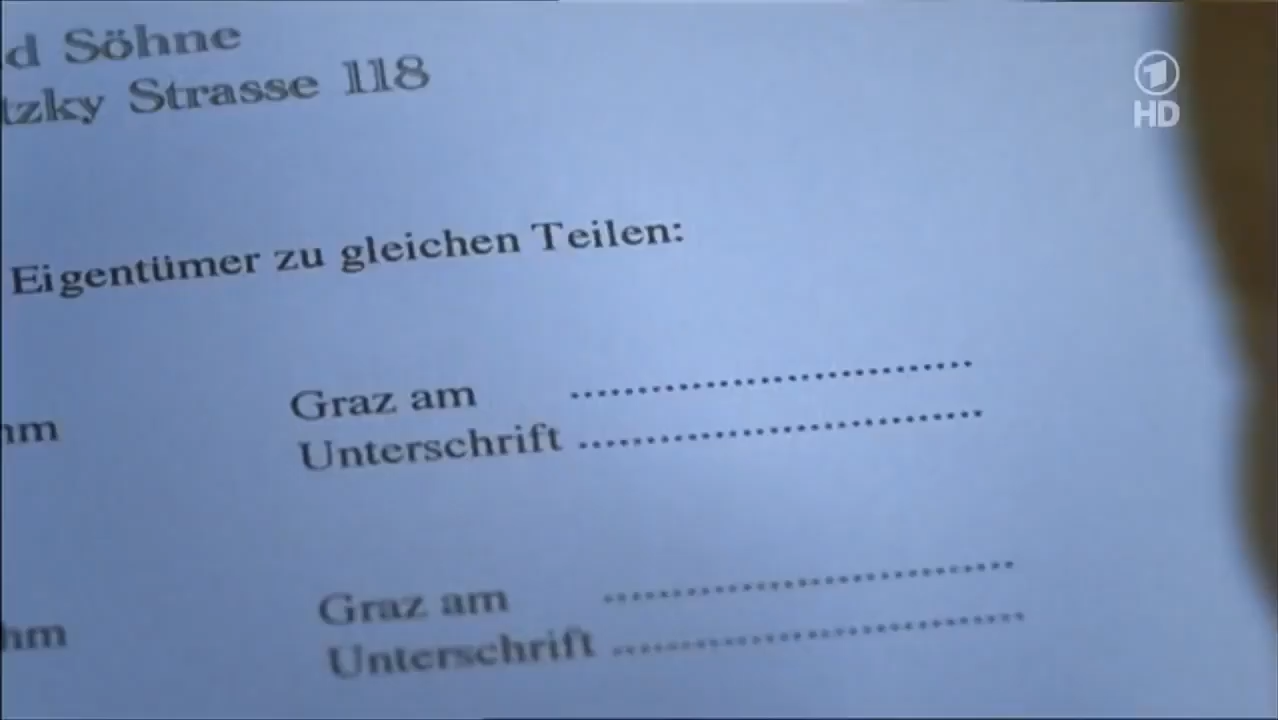 d Söhne
tzky Strasse 118
1
HD
Eigentümer zu gleichen Teilen:
Graz am ..............................
Unterschrift ..............................
hm
Graz am ..............................
Unterschrift ..............................
hm